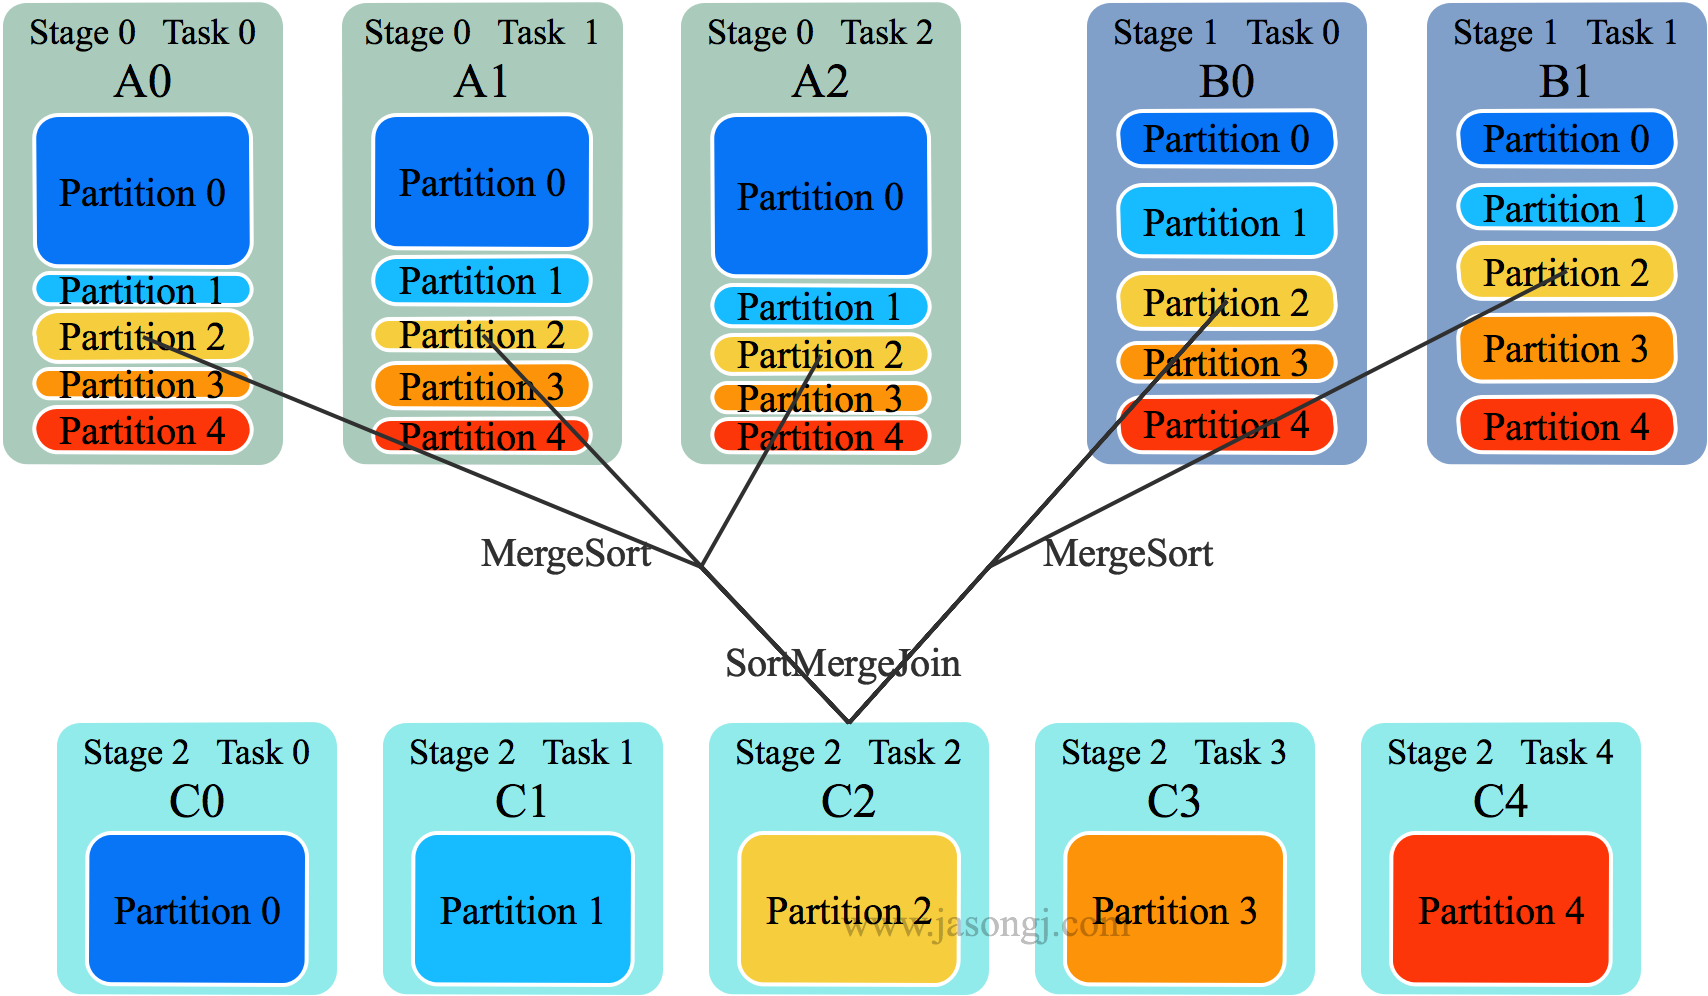 Stage 0 Task 0
A0
Partition 0
Partition 1
Partition 2
Partition 3
Partition 4
Stage 0 Task 1
A1
Partition 0
Partition 1
Partition 2
Partition 3
Partition 4
Stage 0 Task 2
A2
Partition 0
Partition 1
Partition 2
Partition 3
Partition 4
Stage 1 Task 0
B0
Partition 0
Partition 1
Partition 2
Partition 3
Partition 4
Stage 1 Task 1
B1
Partition 0
Partition 1
Partition 2
Partition 3
Partition 4
MergeSort
MergeSort
SortMergeJoin
Stage 2 Task 0
C0
Partition 0
Stage 2 Task 1
C1
Partition 1
Stage 2 Task 2
C2
Partition 2
Stage 2 Task 3
C3
Partition 3
Stage 2 Task 4
C4
Partition 4
www.jasongj.com